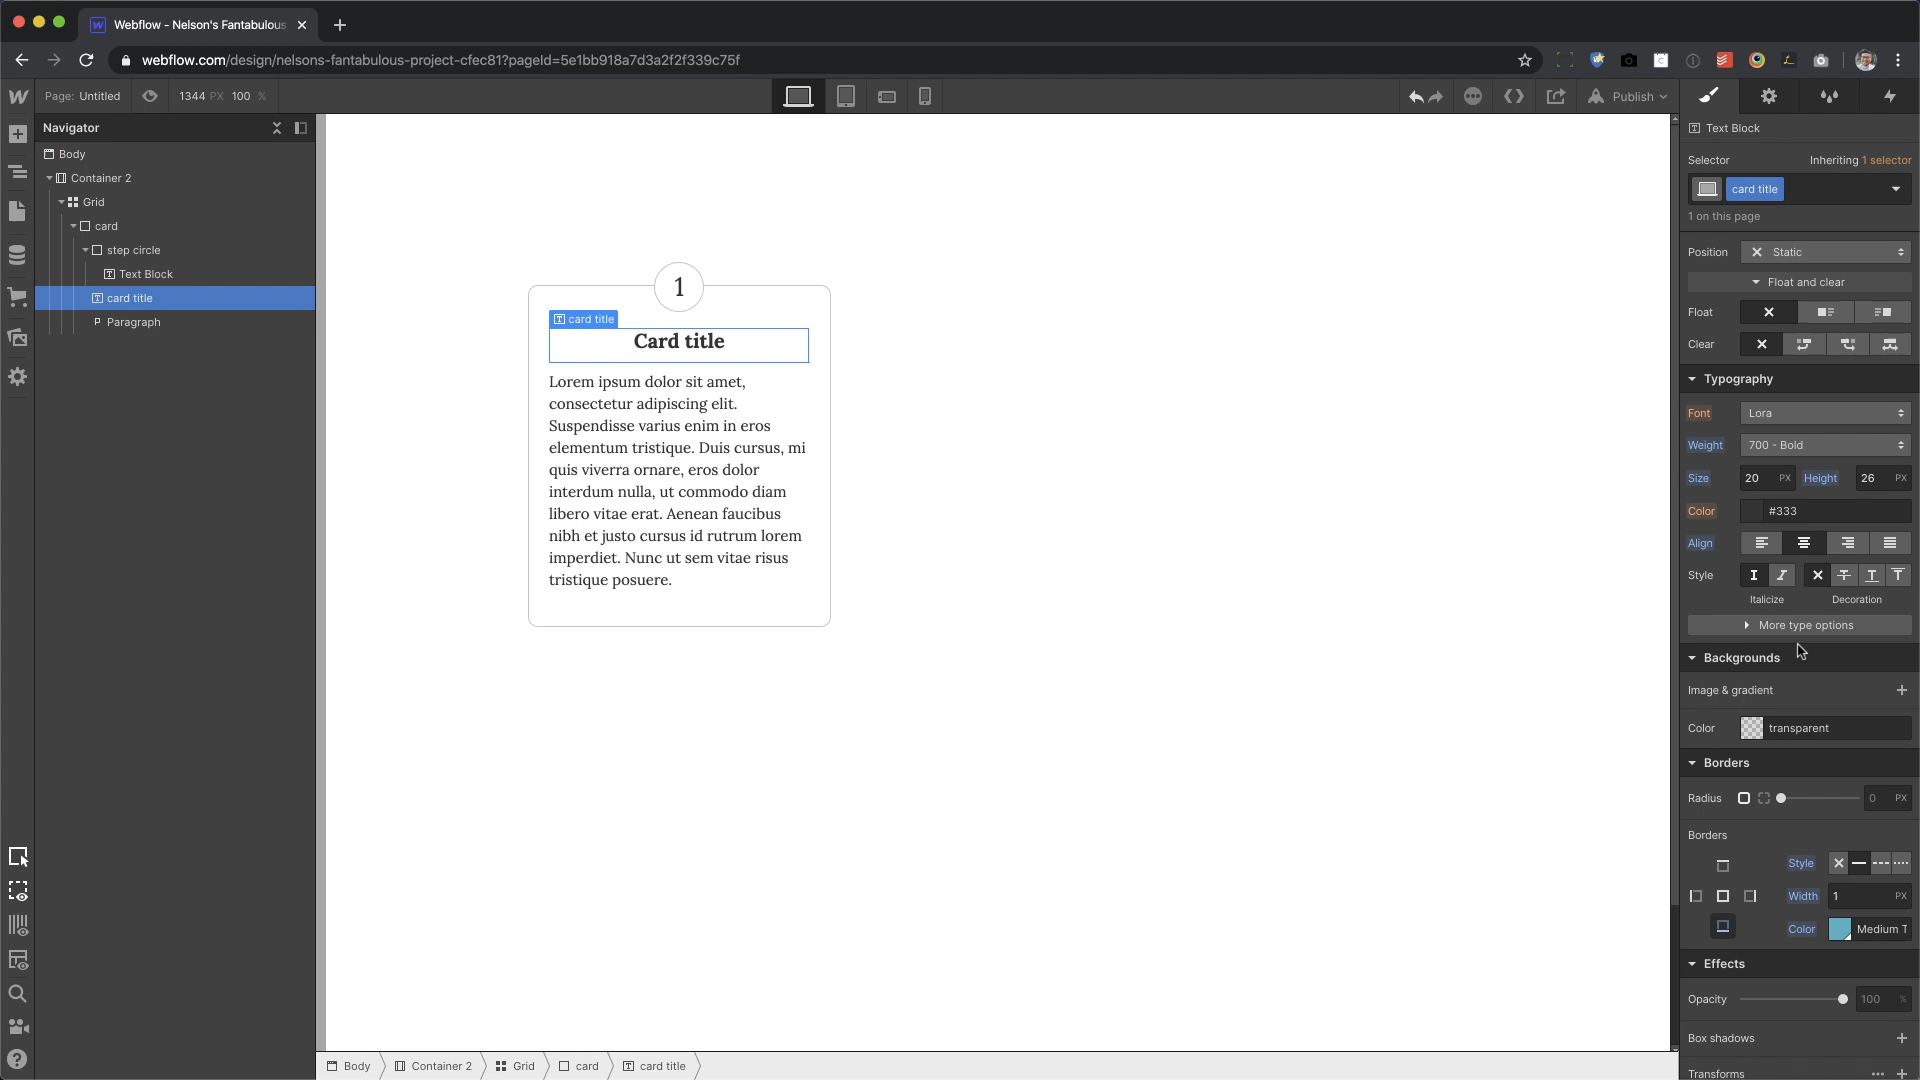 Webflow - Nelson's Fantabulous
webflow.com/design/nelsons-fantabulous-project-cfec81?pageId=5e1bb918a7d3a2f2f339c75f
Page: Untitled 1344 PX 100 %
Publish
Navigator
Body
Container 2
Grid
card
step circle
Text Block
card title
Paragraph
1
card title
Card title
Lorem ipsum dolor sit amet,
consectetur adipiscing elit.
Suspendisse varius enim in eros
elementum tristique. Duis cursus, mi
quis viverra ornare, eros dolor
interdum nulla, ut commodo diam
libero vitae erat. Aenean faucibus
nibh et justo cursus id rutrum lorem
imperdiet. Nunc ut sem vitae risus
tristique posuere.
Body Container 2 Grid card card title
Text Block
Selector Inheriting 1 selector
card title
1 on this page
Position Static
Float and clear
Float
Clear
Typography
Font Lora
Weight 700 - Bold
Size 20 PX Height 26 PX
Color #333
Align
Style
Italicize Decoration
More type options
Backgrounds
Image & gradient
Color transparent
Borders
Radius 0 PX
Borders
Style
Width 1 PX
Color Medium T
Effects
Opacity 100 %
Box shadows
Transforms